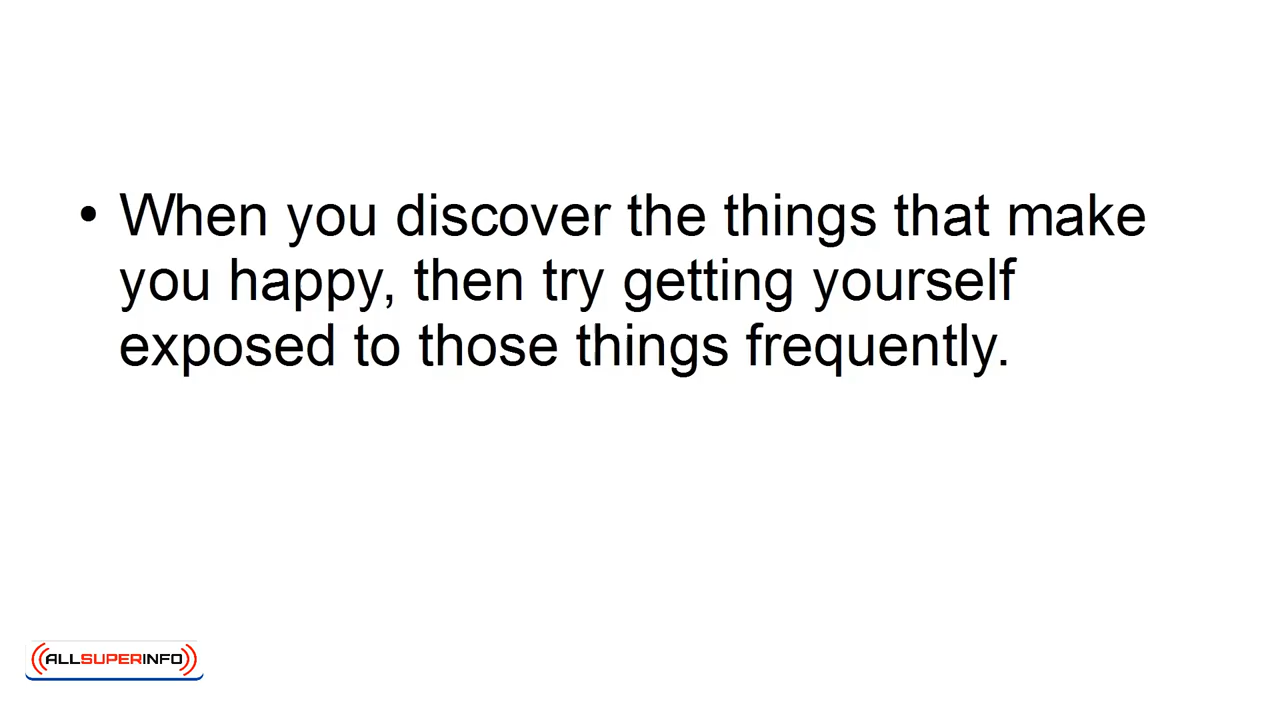 • When you discover the things that make
you happy, then try getting yourself
exposed to those things frequently.
ALLSUPERINFO